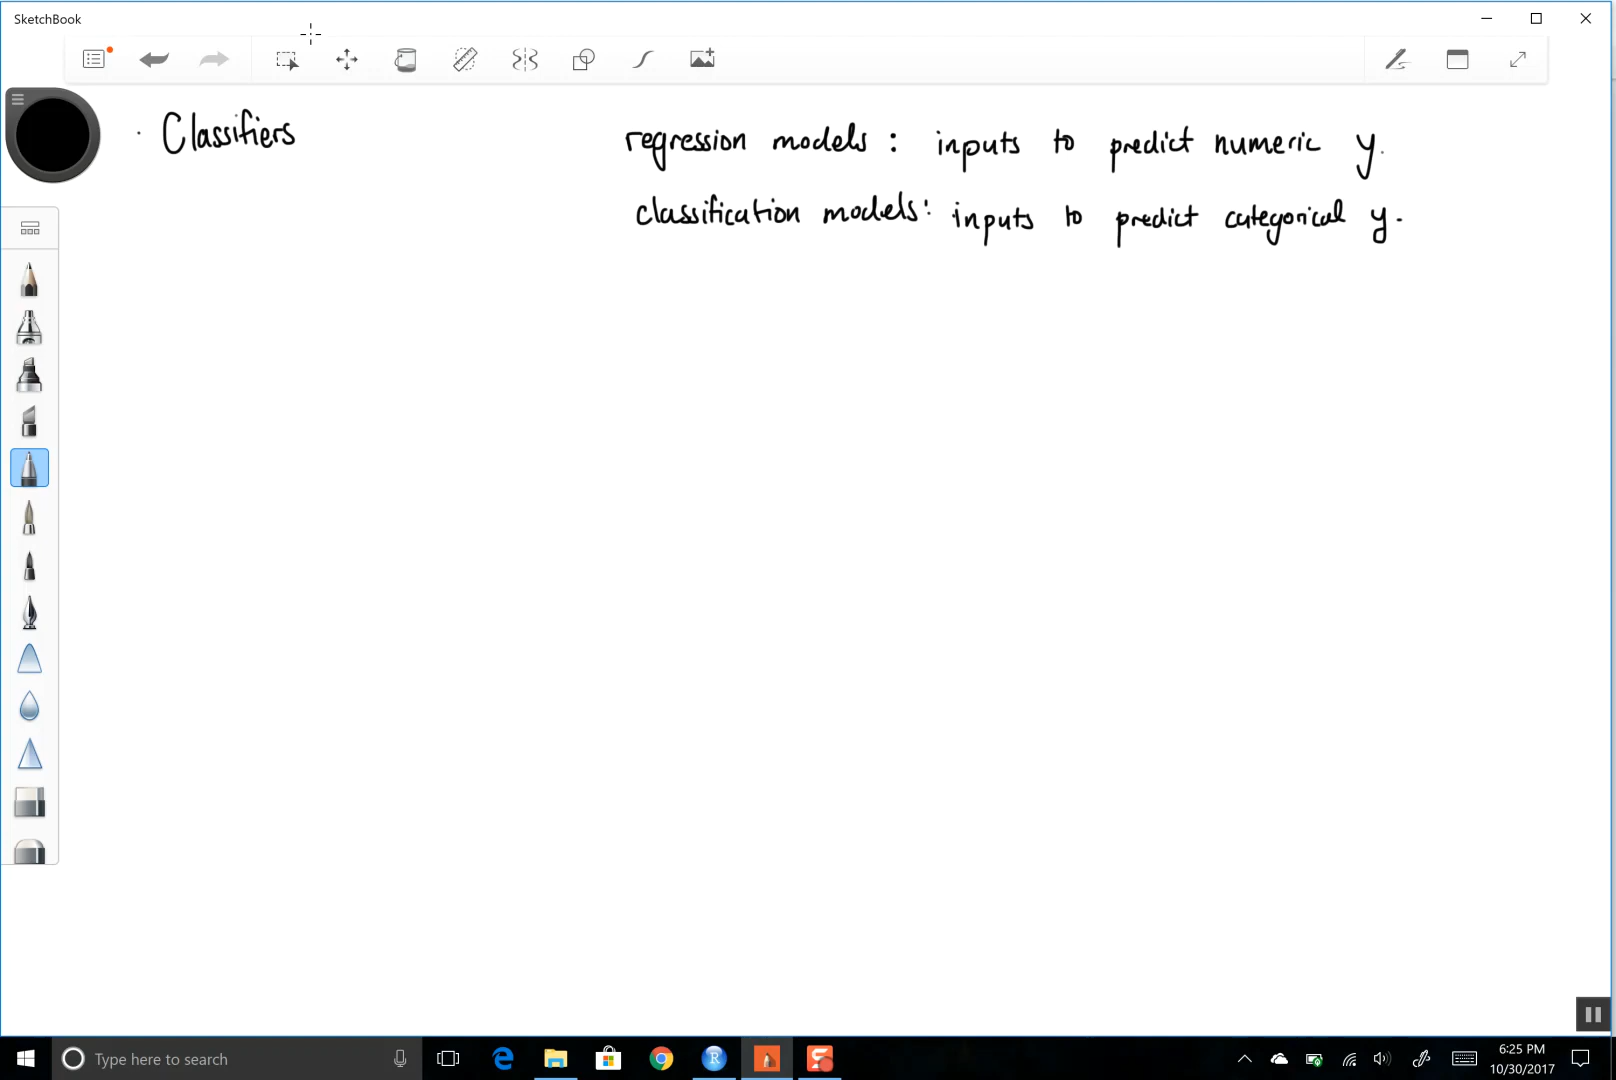 SketchBook
· Classifiers
regression models : inputs to predict numeric y.
classification models: inputs to predict categorical y.
Type here to search
6:25 PM
10/30/2017